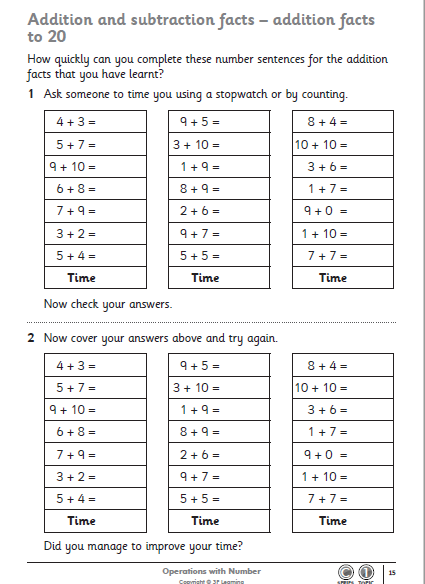 Addition and subtraction facts – addition facts
to 20
How quickly can you complete these number sentences for the addition
facts that you have learnt?
1 Ask someone to time you using a stopwatch or by counting.
4 + 3 = 9 + 5 = 8 + 4 =
5 + 7 = 3 + 10 = 10 + 10 =
9 + 10 = 1 + 9 = 3 + 6 =
6 + 8 = 8 + 9 = 1 + 7 =
7 + 9 = 2 + 6 = 9 + 0 =
3 + 2 = 9 + 7 = 1 + 10 =
5 + 4 = 5 + 5 = 7 + 7 =
Time Time Time
Now check your answers.
2 Now cover your answers above and try again.
4 + 3 = 9 + 5 = 8 + 4 =
5 + 7 = 3 + 10 = 10 + 10 =
9 + 10 = 1 + 9 = 3 + 6 =
6 + 8 = 8 + 9 = 1 + 7 =
7 + 9 = 2 + 6 = 9 + 0 =
3 + 2 = 9 + 7 = 1 + 10 =
5 + 4 = 5 + 5 = 7 + 7 =
Time Time Time
Did you manage to improve your time?
Operations with Number
Copyright © 3P Learning
C 1 15
SERIES TOPIC